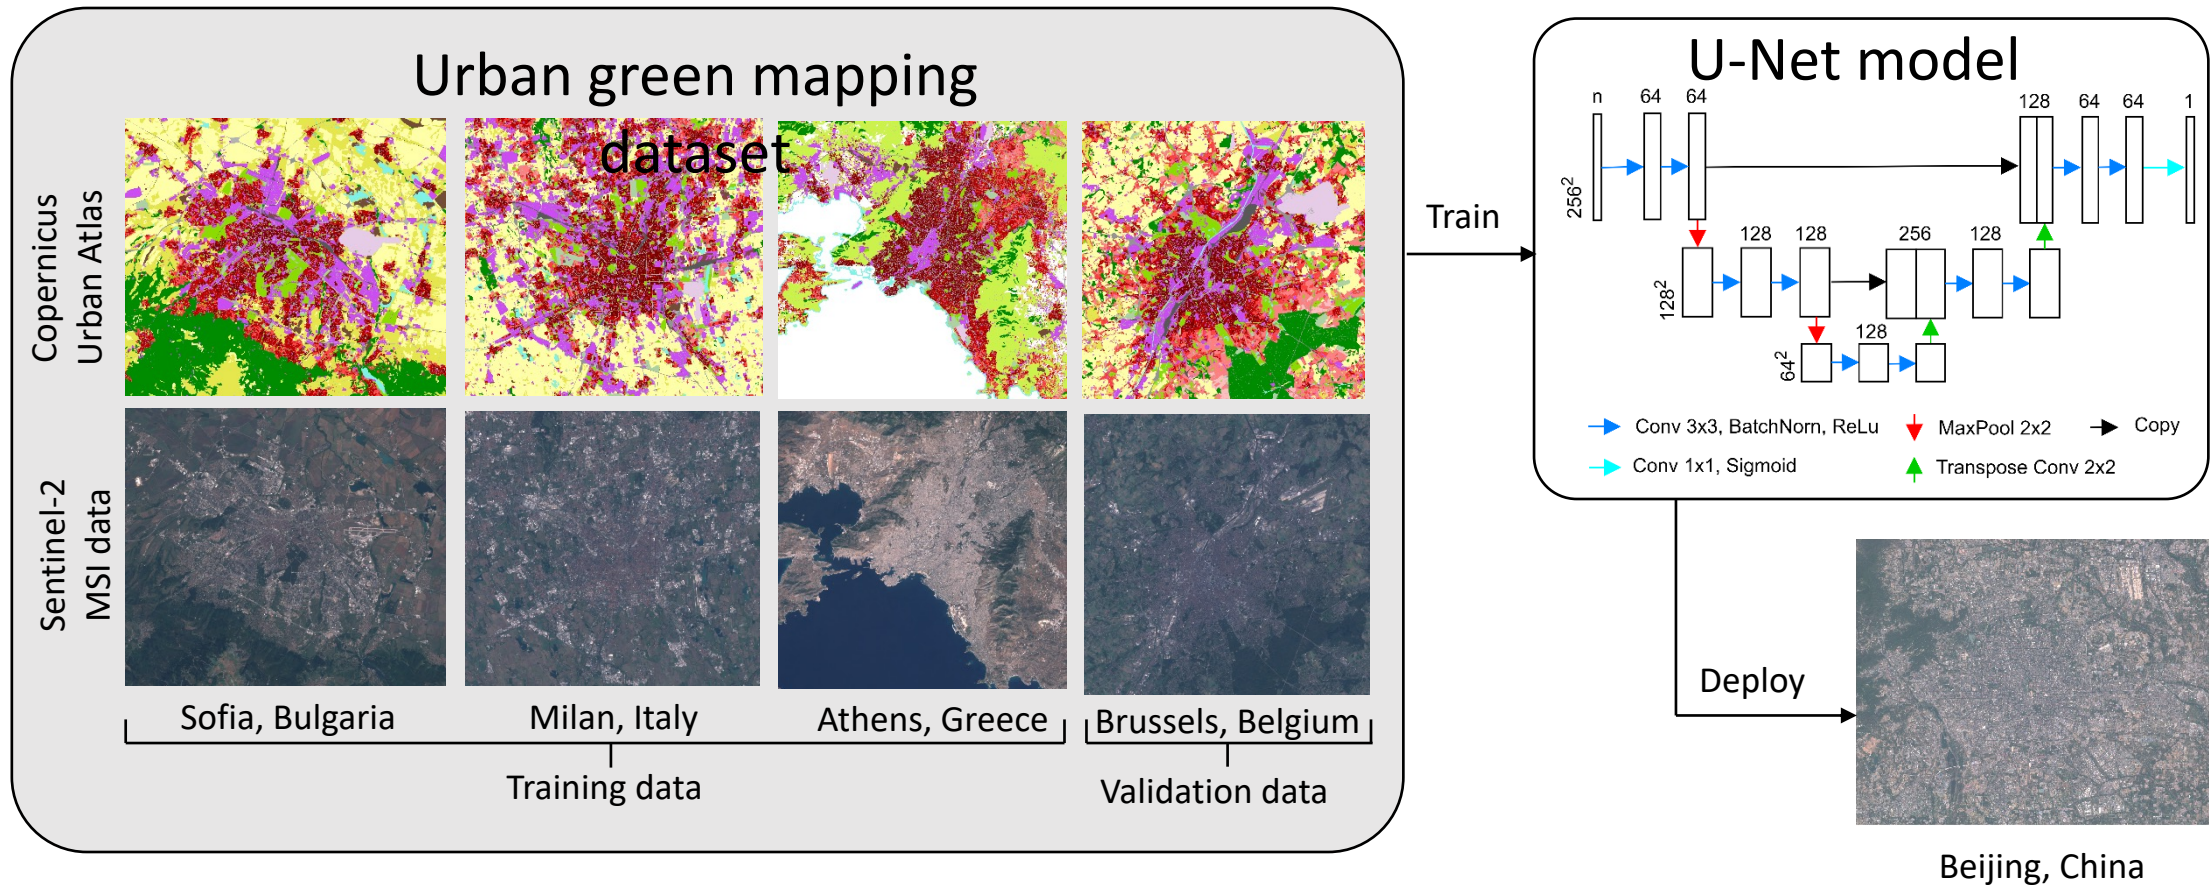 Urban green mapping
dataset
Copernicus
Urban Atlas
Sentinel-2
MSI data
Sofia, Bulgaria
Milan, Italy
Athens, Greece
Brussels, Belgium
Training data
Validation data
Train
U-Net model
n
64
64
128
64
64
1
256²
128
128
256
128
128²
128
64²
Conv 3x3, BatchNorn, ReLu
MaxPool 2x2
Copy
Conv 1x1, Sigmoid
Transpose Conv 2x2
Deploy
Beijing, China